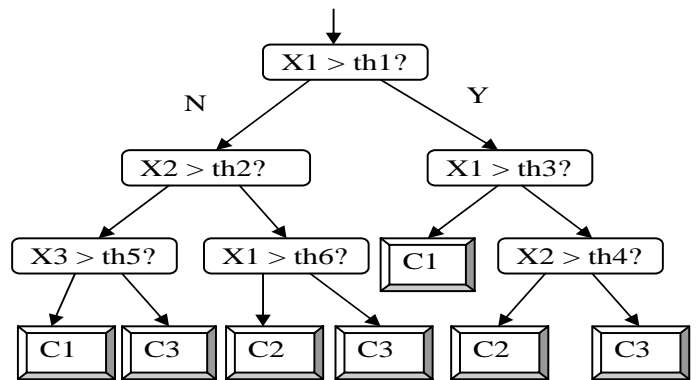 X1 > th1?
N
Y
X2 > th2?
X1 > th3?
X3 > th5?
X1 > th6?
C1
X2 > th4?
C1
C3
C2
C3
C2
C3